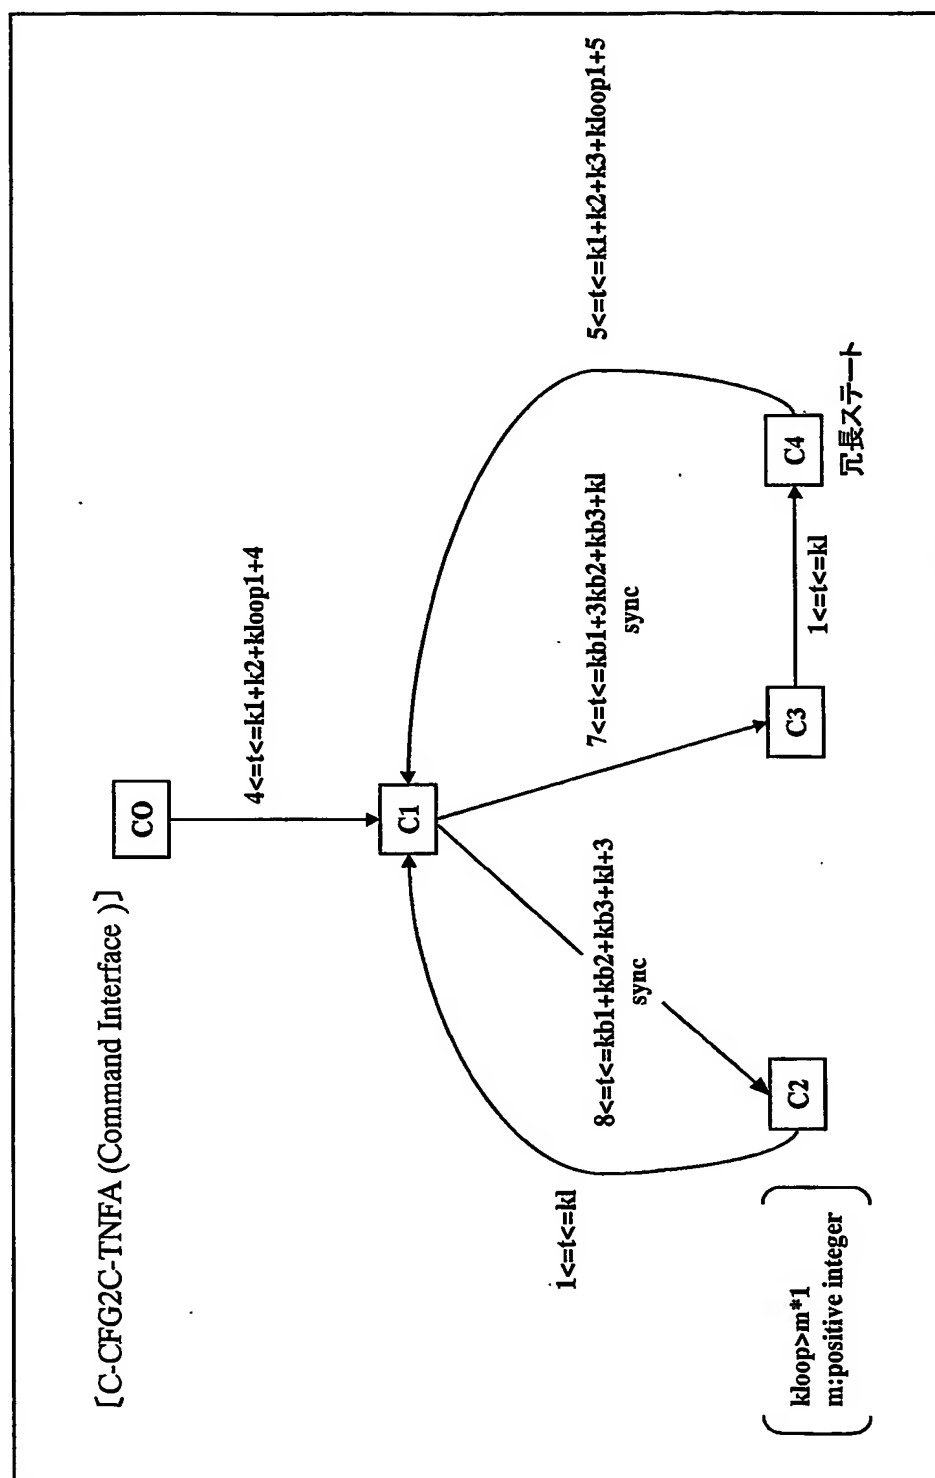 [C-CFG2C-TNFA (Command Interface )]
C0
4<=t<=k1+k2+kloop1+4
C1
1<=t<=kl
8<=t<=kb1+kb2+kb3+kl+3
sync
7<=t<=kb1+3kb2+kb3+kl
sync
5<=t<=k1+k2+k3+kloop1+5
C2
C3
1<=t<=kl
C4
冗長ステート
kloop>m*1
m:positive integer